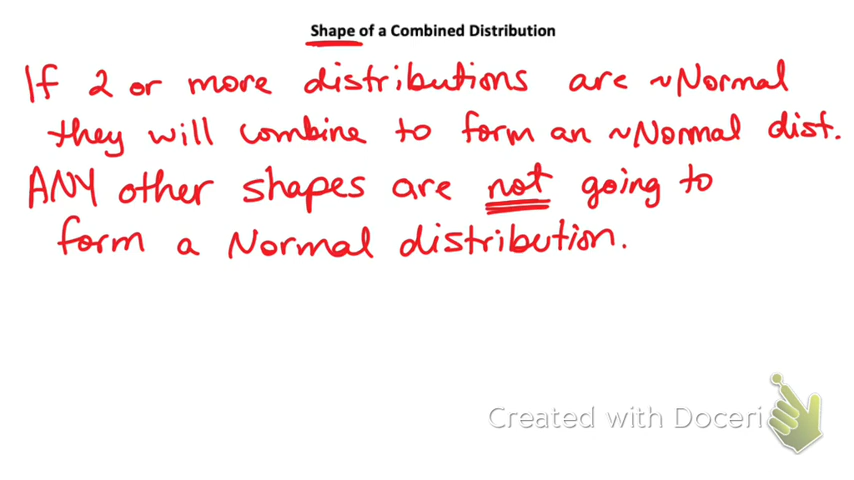 Shape of a Combined Distribution
If 2 or more distributions are ~Normal
they will combine to form an ~Normal dist.
ANY other shapes are not going to
form a Normal distribution.
Created with Doceri